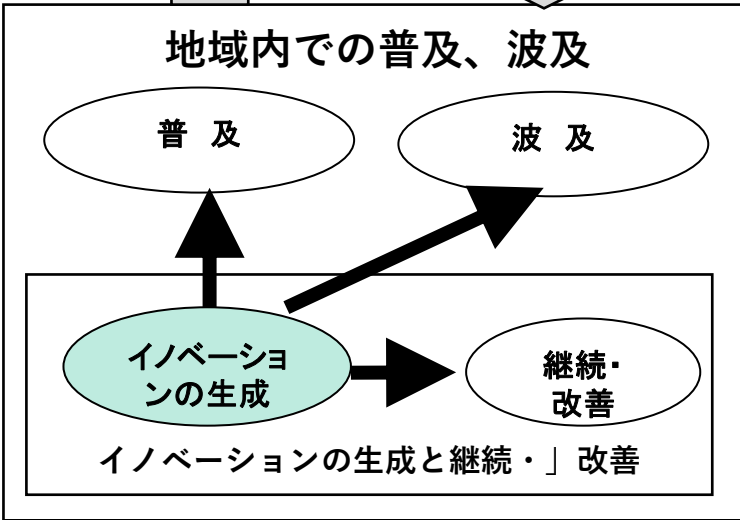 地域内での普及、波及
普 及
波 及
イノベーショ
ンの生成
継続・
改善
イノベーションの生成と継続・」改善